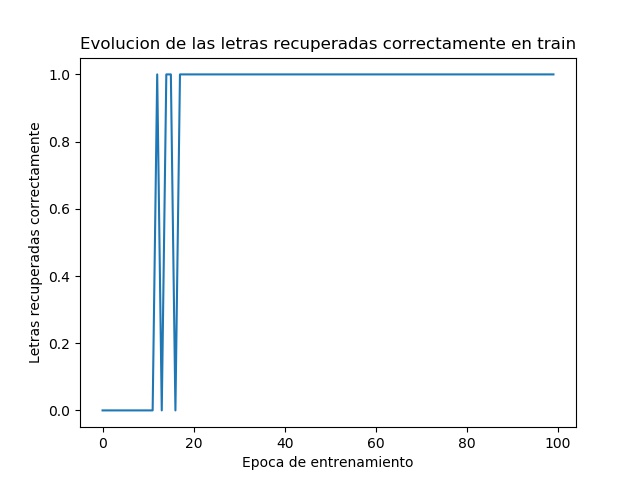 Evolucion de las letras recuperadas correctamente en train
Letras recuperadas correctamente
1.0
0.8
0.6
0.4
0.2
0.0
0 20 40 60 80 100
Epoca de entrenamiento